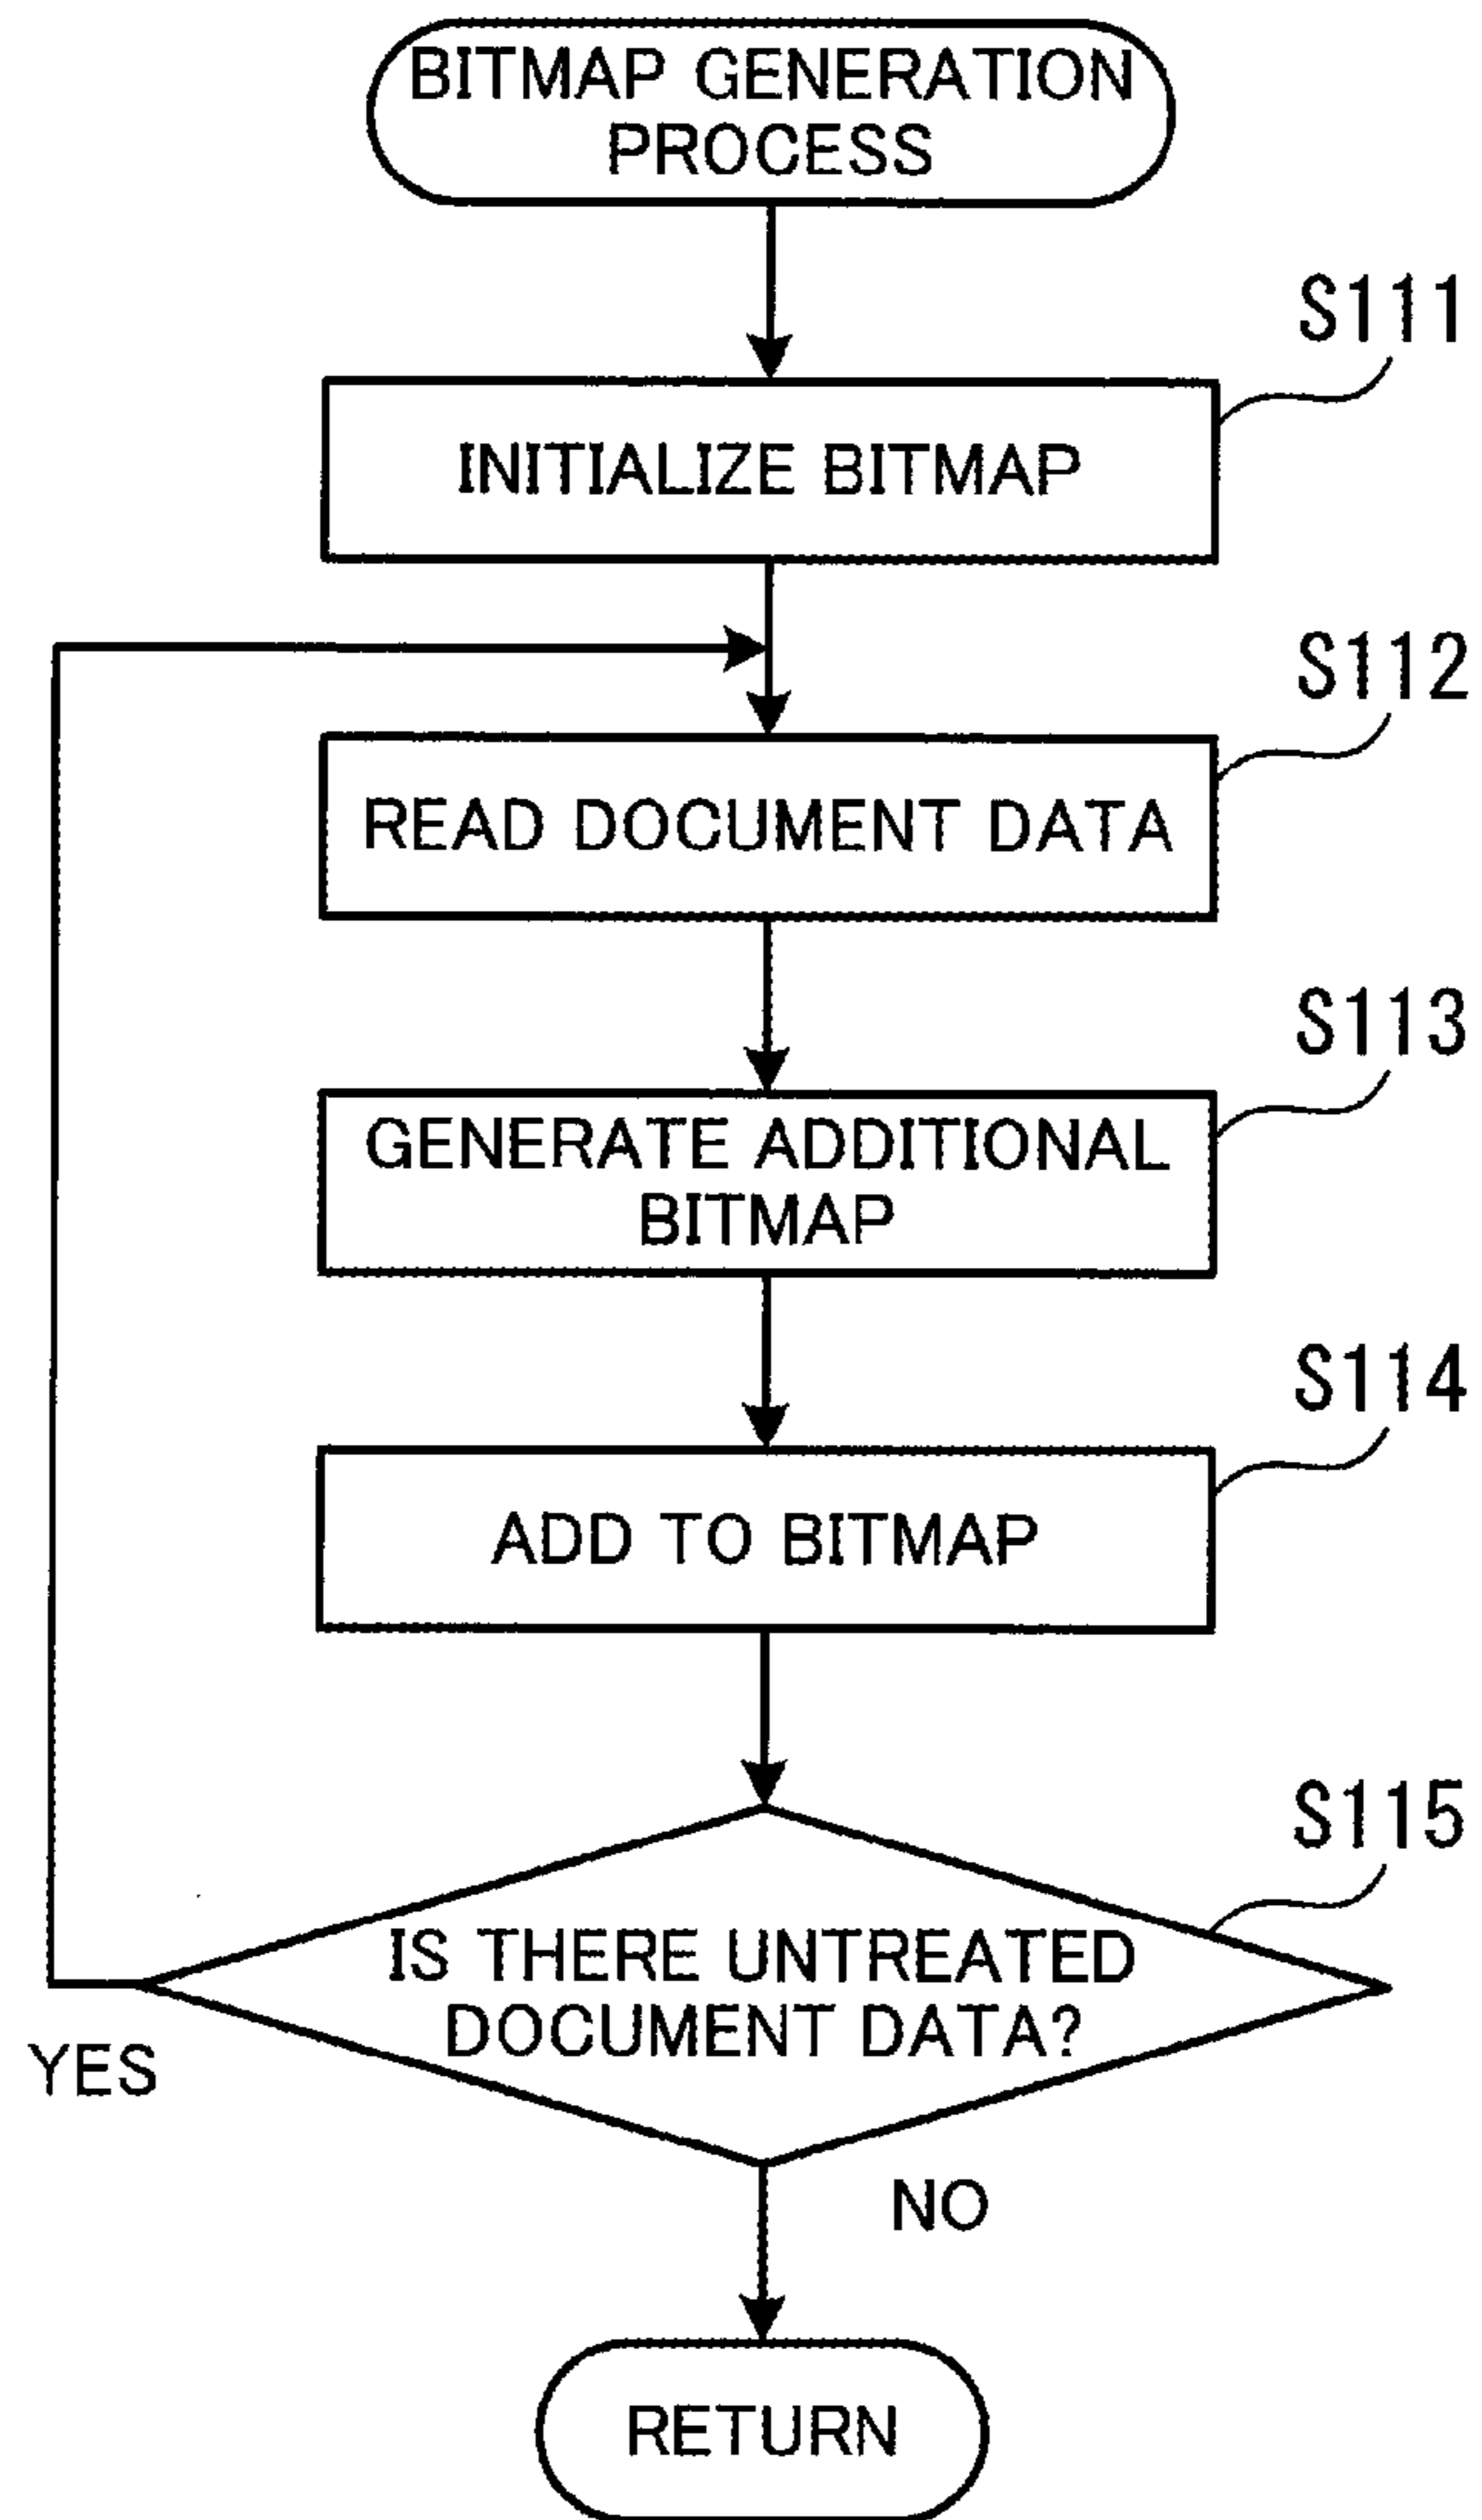 BITMAP GENERATION
PROCESS
S111
INITIALIZE BITMAP
S112
READ DOCUMENT DATA
S113
GENERATE ADDITIONAL
BITMAP
S114
ADD TO BITMAP
S115
IS THERE UNTREATED
DOCUMENT DATA?
YES
NO
RETURN